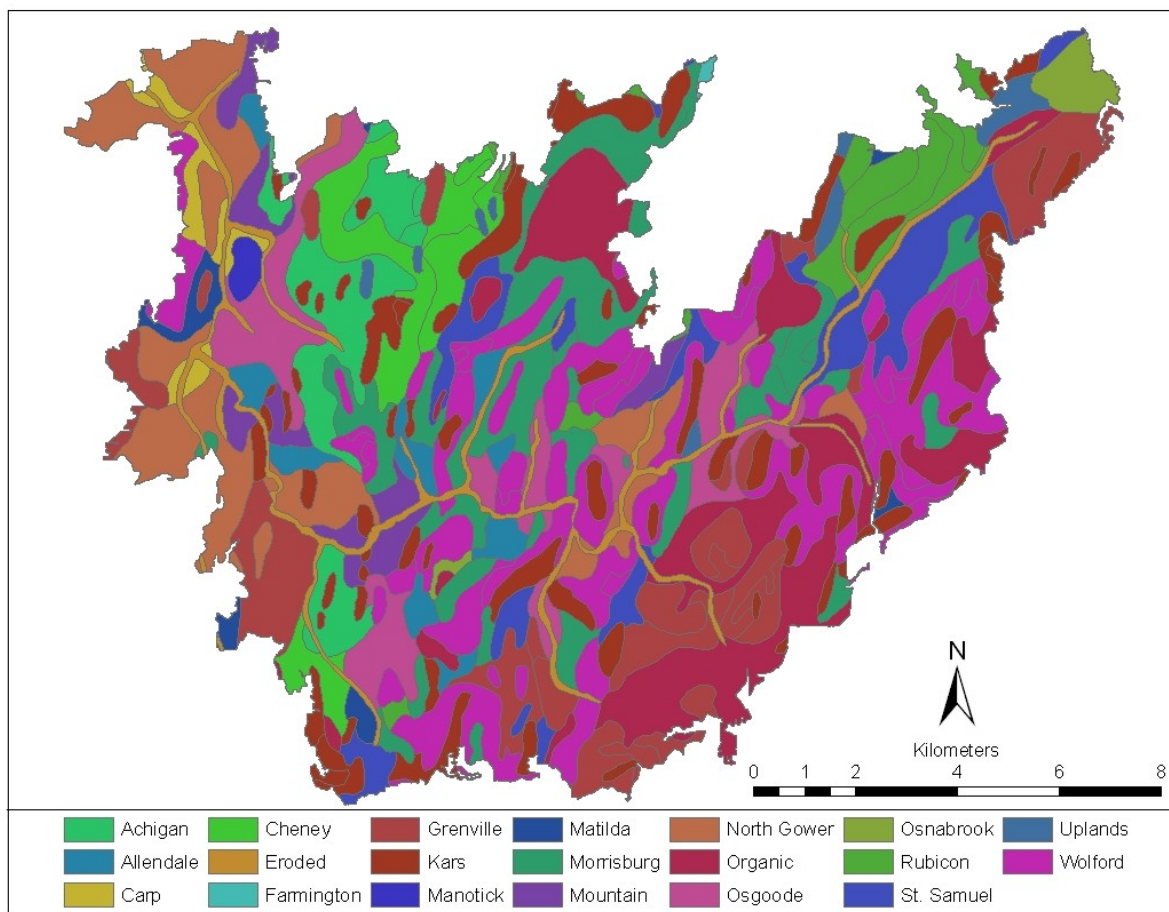 N
Kilometers
0 1 2 4 6 8
Achigan Cheney Grenville Matilda North Gower Osnabrook Uplands
Allendale Eroded Kars Morrisburg Organic Rubicon Wolford
Carp Farmington Manotick Mountain Osgoode St. Samuel